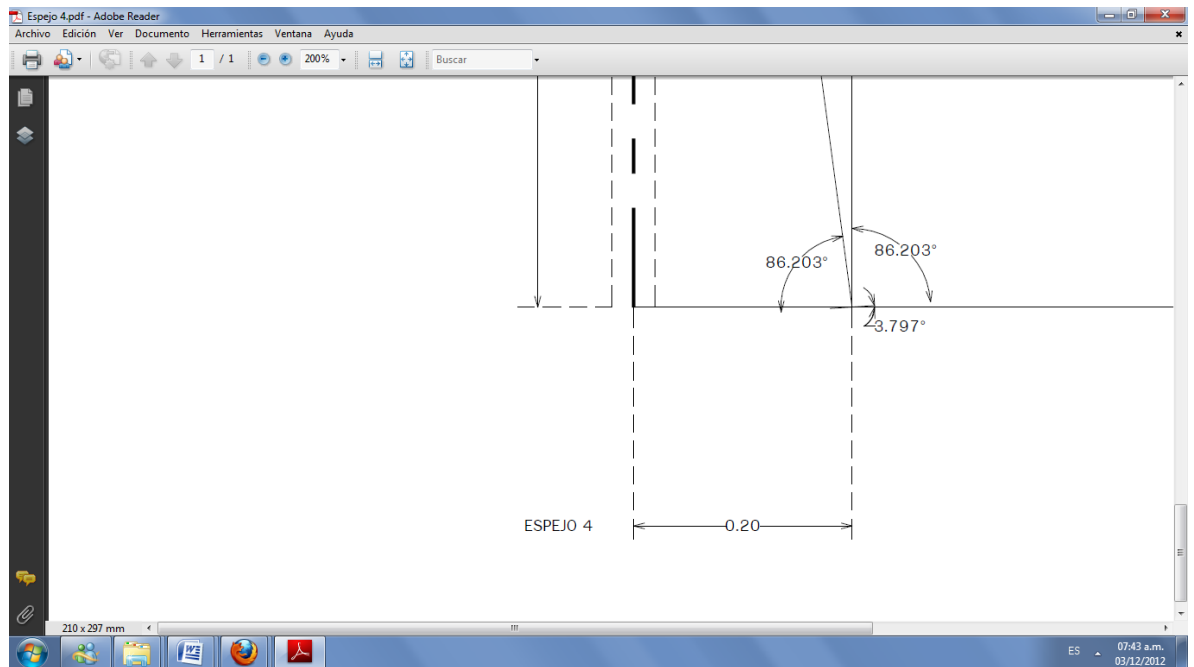 Espejo 4.pdf - Adobe Reader
Archivo Edición Ver Documento Herramientas Ventana Ayuda
1 / 1 200% Buscar
86.203°
86.203°
3.797°
ESPEJO 4 0.20
210 x 297 mm
ES 07:43 a.m.
03/12/2012